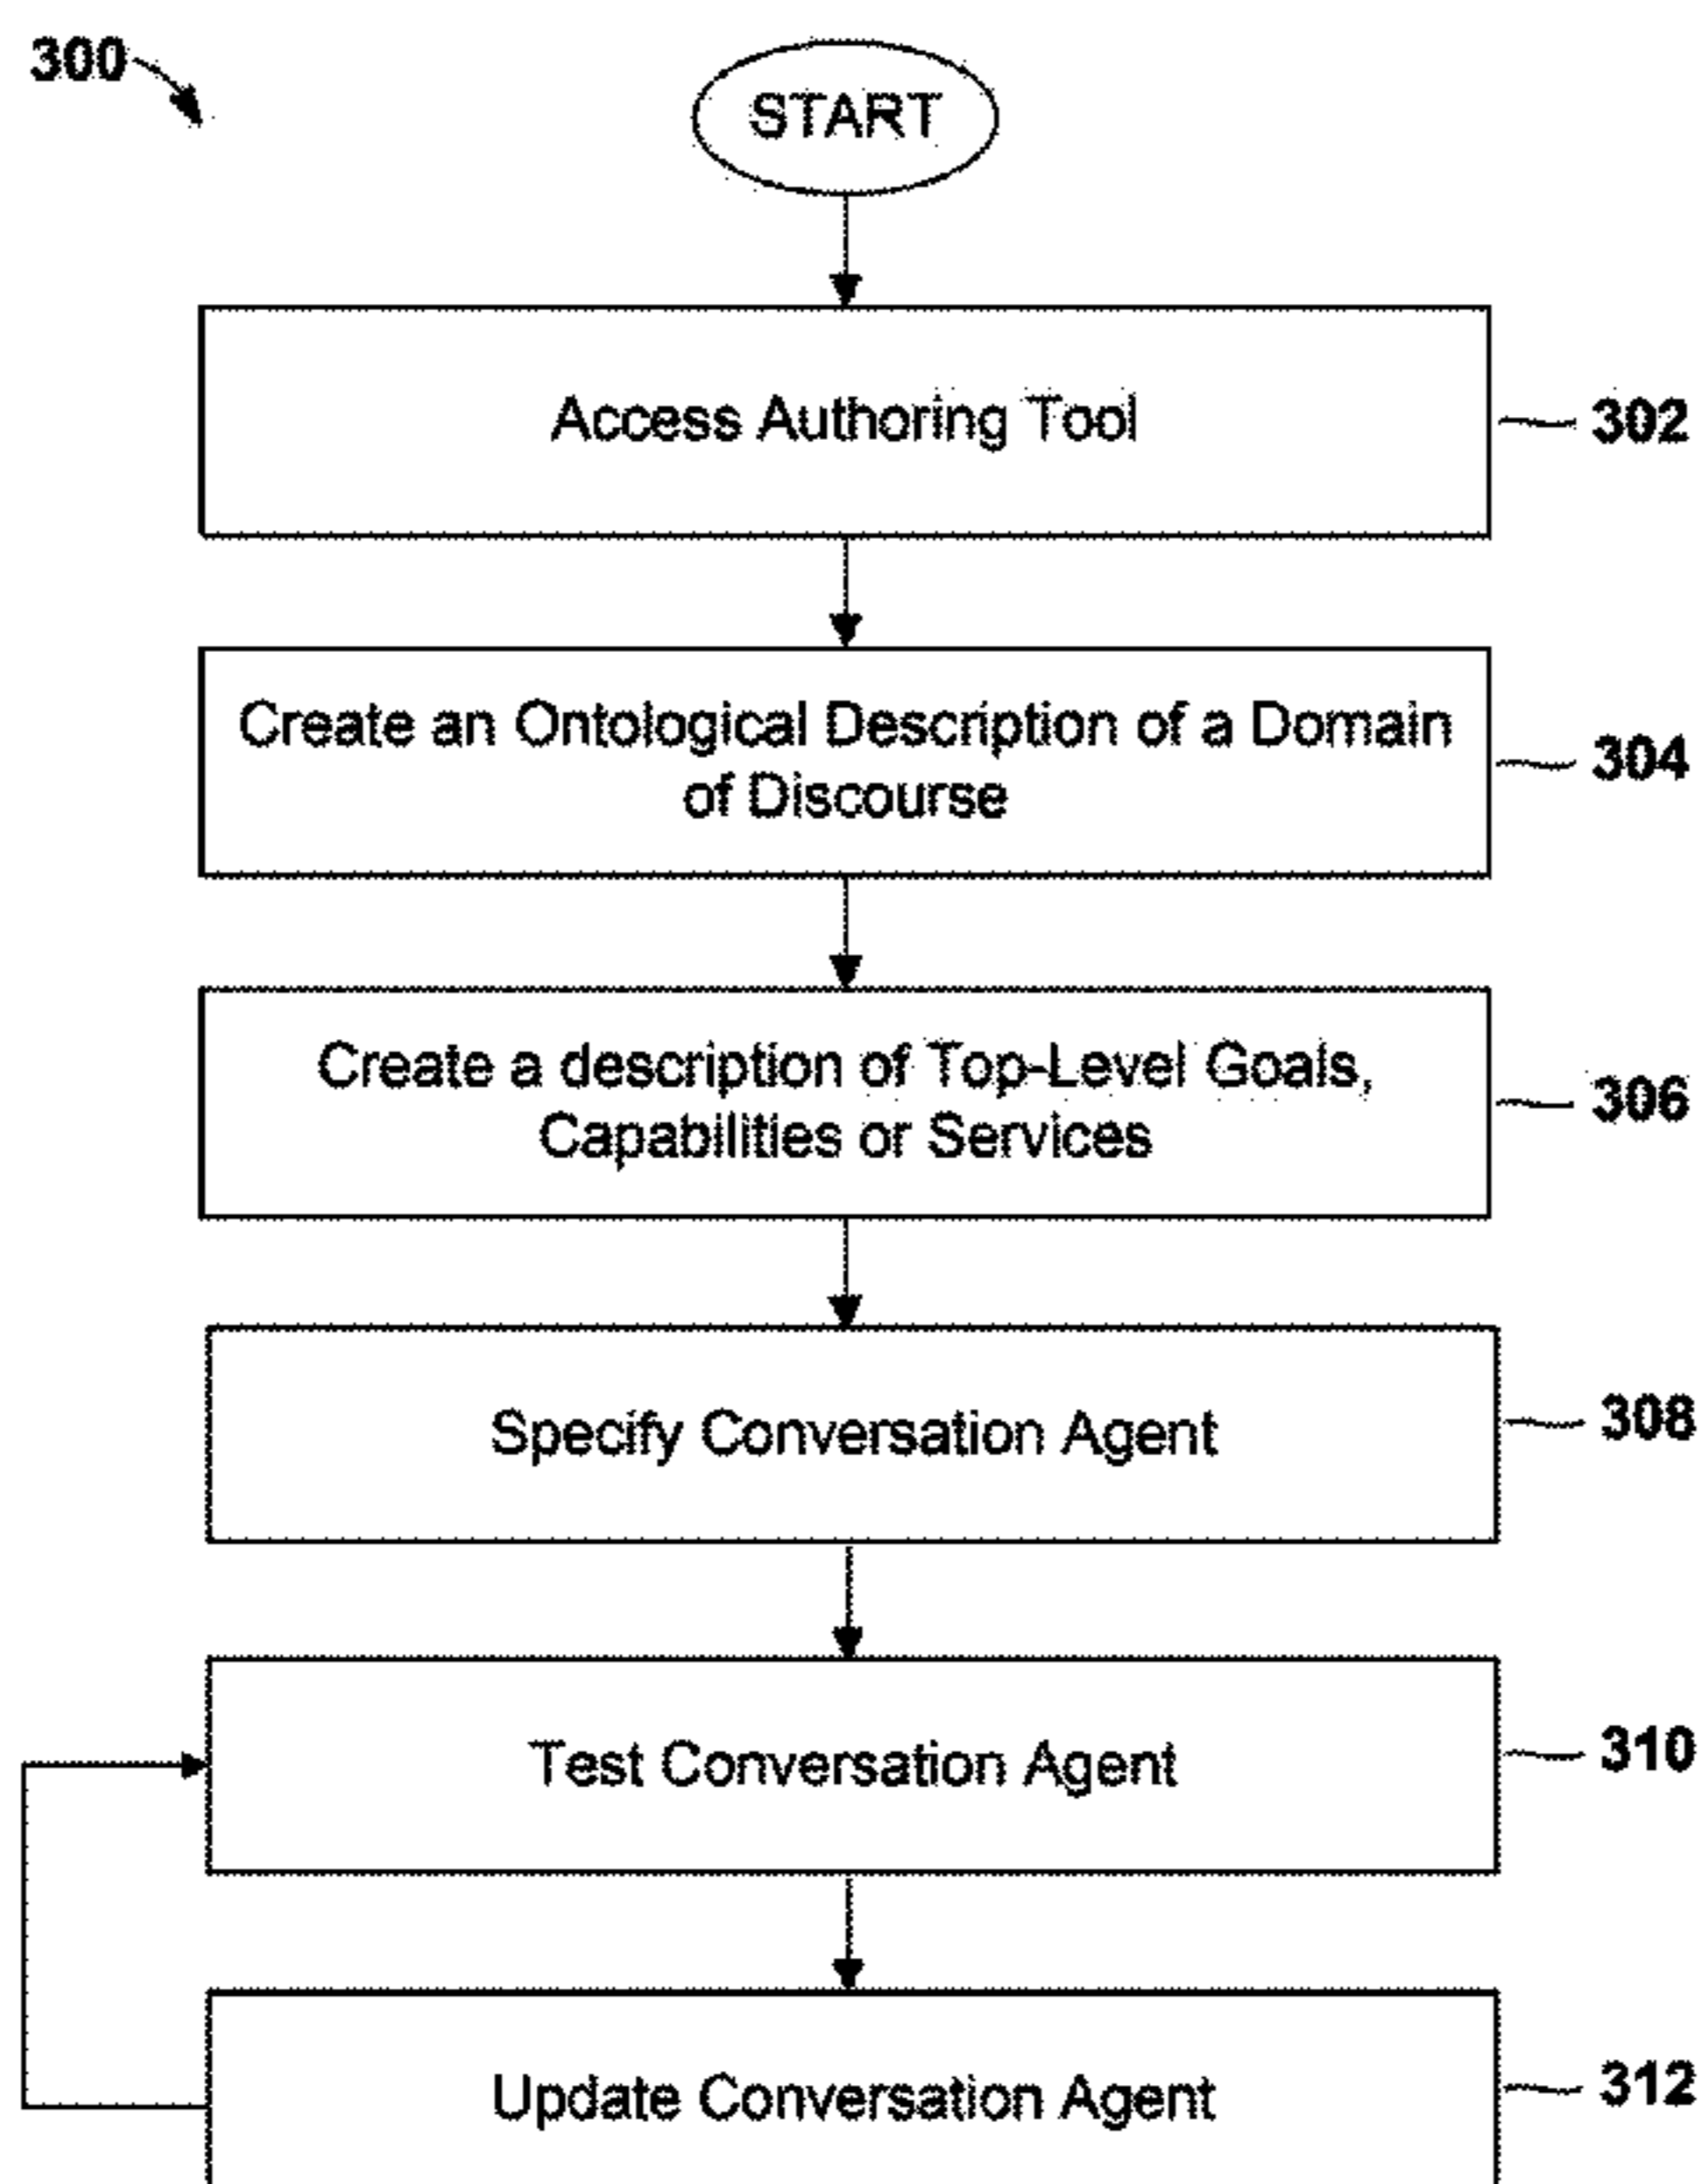 300
START
Access Authoring Tool
302
Create an Ontological Description of a Domain
of Discourse
304
Create a description of Top-Level Goals,
Capabilities or Services
306
Specify Conversation Agent
308
Test Conversation Agent
310
Update Conversation Agent
312